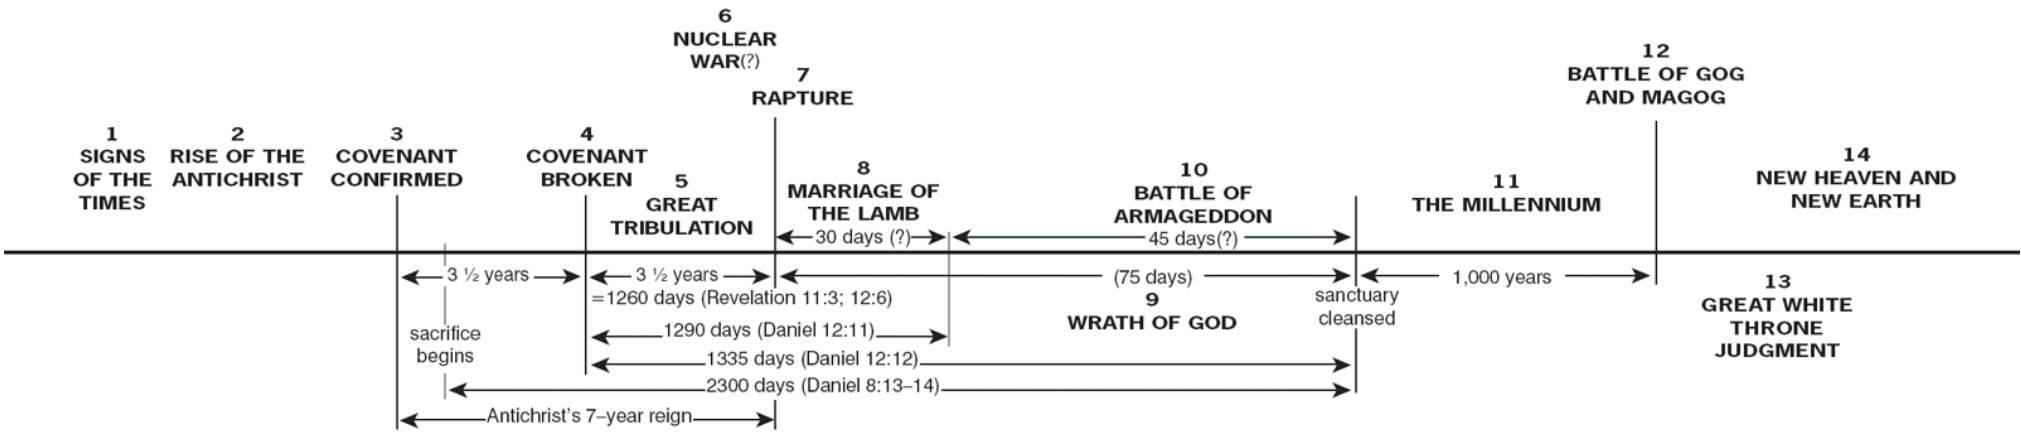 6
NUCLEAR
WAR(?)
7
RAPTURE
12
BATTLE OF GOG
AND MAGOG
1
SIGNS
OF THE
TIMES
2
RISE OF THE
ANTICHRIST
3
COVENANT
CONFIRMED
4
COVENANT
BROKEN
5
GREAT
TRIBULATION
8
MARRIAGE OF
THE LAMB
30 days (?)
10
BATTLE OF
ARMAGEDDON
45 days(?)
11
THE MILLENNIUM
14
NEW HEAVEN AND
NEW EARTH
3 ½ years
3 ½ years
(75 days)
1,000 years
=1260 days (Revelation 11:3; 12:6)
9
WRATH OF GOD
sanctuary
cleansed
13
GREAT WHITE
THRONE
JUDGMENT
sacrifice
begins
1290 days (Daniel 12:11)
1335 days (Daniel 12:12)
2300 days (Daniel 8:13–14)
Antichrist's 7–year reign